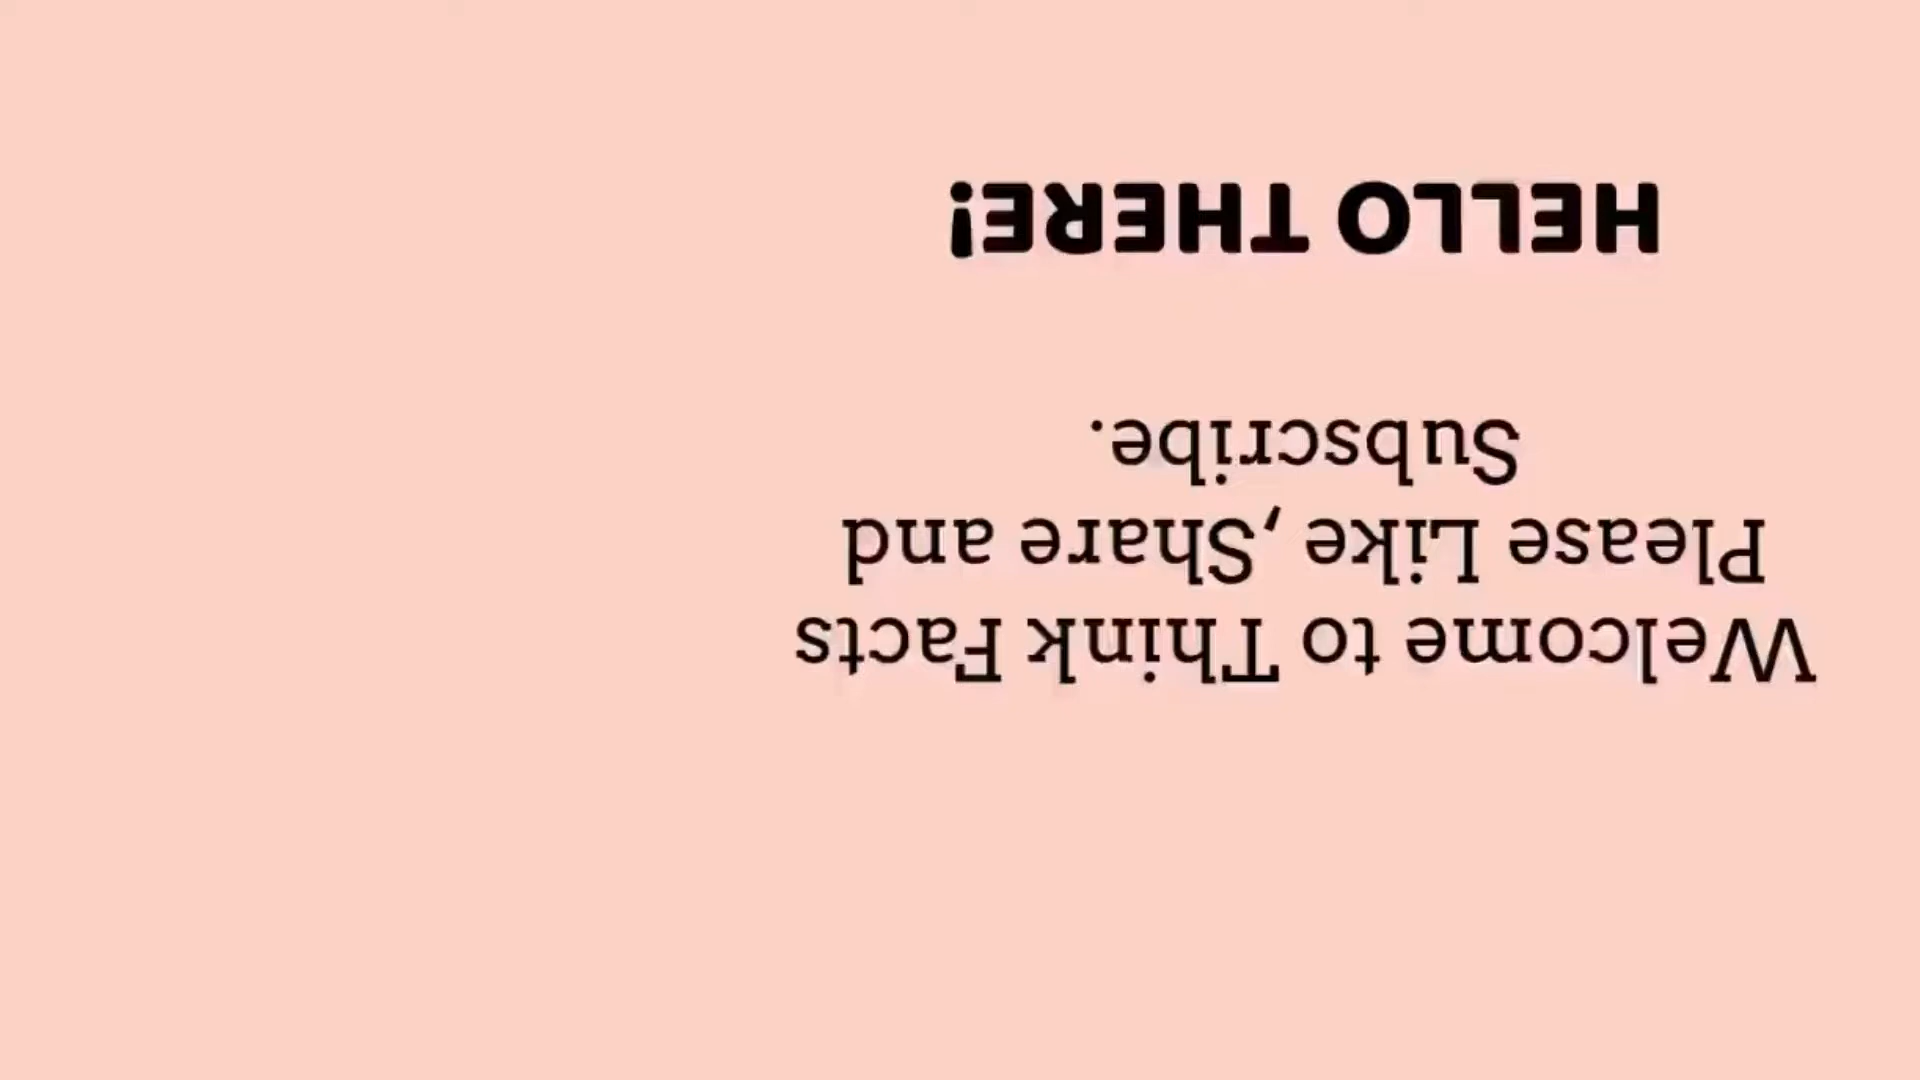 Welcome to Think Facts
Please Like ,Share and
Subscribe.
HELLO THERE!